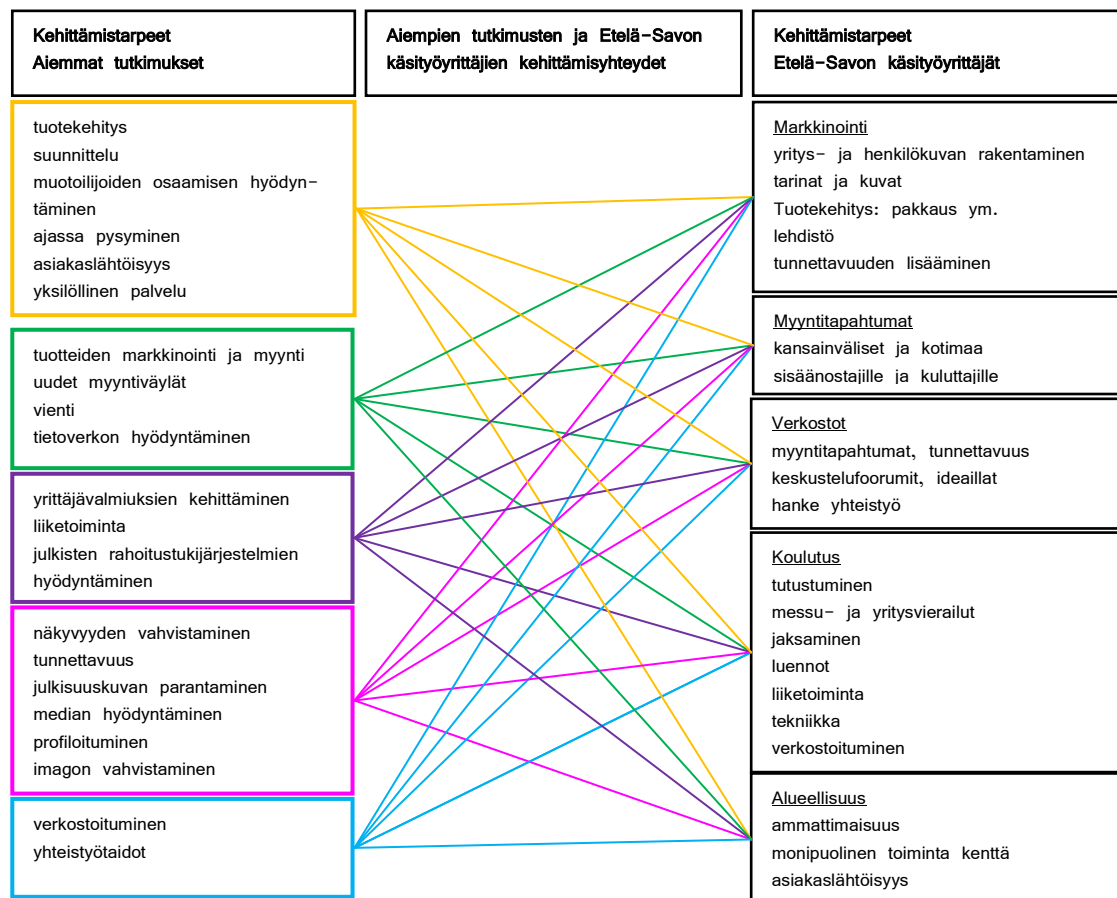 Kehittämistarpeet
Aiemmat tutkimukset
Aiempien tutkimusten ja Etelä-Savon
käsityöyrittäjien kehittämisyhteydet
Kehittämistarpeet
Etelä-Savon käsityöyrittäjät
tuotekehitys
suunnittelu
muotoilijoiden osaamisen hyödyn-
täminen
ajassa pysyminen
asiakaslähtöisyys
yksilöllinen palvelu
tuotteiden markkinointi ja myynti
uudet myyntiväylät
vienti
tietoverkon hyödyntäminen
yrittäjävalmiuksien kehittäminen
liiketoiminta
julkisten rahoitustukijärjestelmien
hyödyntäminen
näkyvyyden vahvistaminen
tunnettavuus
julkisuuskuvan parantaminen
median hyödyntäminen
profiloituminen
imagon vahvistaminen
verkostoituminen
yhteistyötaidot
Markkinointi
yritys- ja henkilökuvan rakentaminen
tarinat ja kuvat
Tuotekehitys: pakkaus ym.
lehdistö
tunnettavuuden lisääminen
Myyntitapahtumat
kansainväliset ja kotimaa
sisäänostajille ja kuluttajille
Verkostot
myyntitapahtumat, tunnettavuus
keskustelufoorumit, ideaillat
hanke yhteistyö
Koulutus
tutustuminen
messu- ja yritysvierailut
jaksaminen
luennot
liiketoiminta
tekniikka
verkostoituminen
Alueellisuus
ammattimaisuus
monipuolinen toiminta kenttä
asiakaslähtöisyys